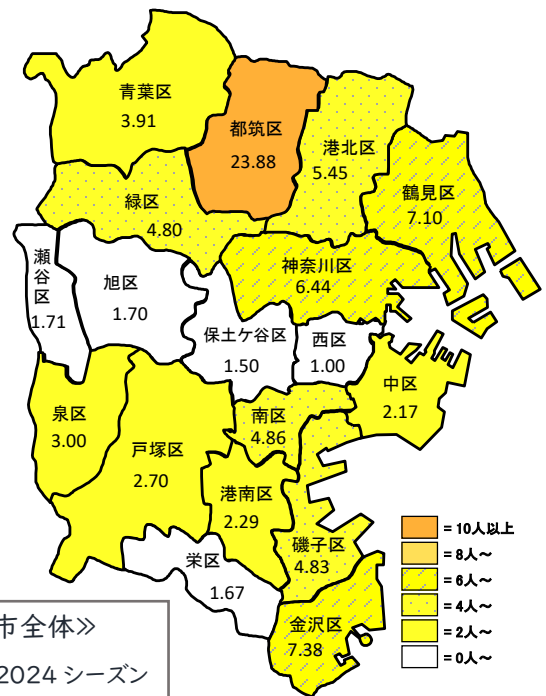 青葉区
3.91
都筑区
23.88
港北区
5.45
鶴見区
7.10
緑区
4.80
神奈川区
6.44
瀬谷区
1.71
旭区
1.70
保土ケ谷区
1.50
西区
1.00
中区
2.17
泉区
3.00
戸塚区
2.70
南区
4.86
港南区
2.29
磯子区
4.83
栄区
1.67
金沢区
7.38
= 10人以上
= 8人～
= 6人～
= 4人～
= 2人～
= 0人～
市全体≫
2024 シーズン